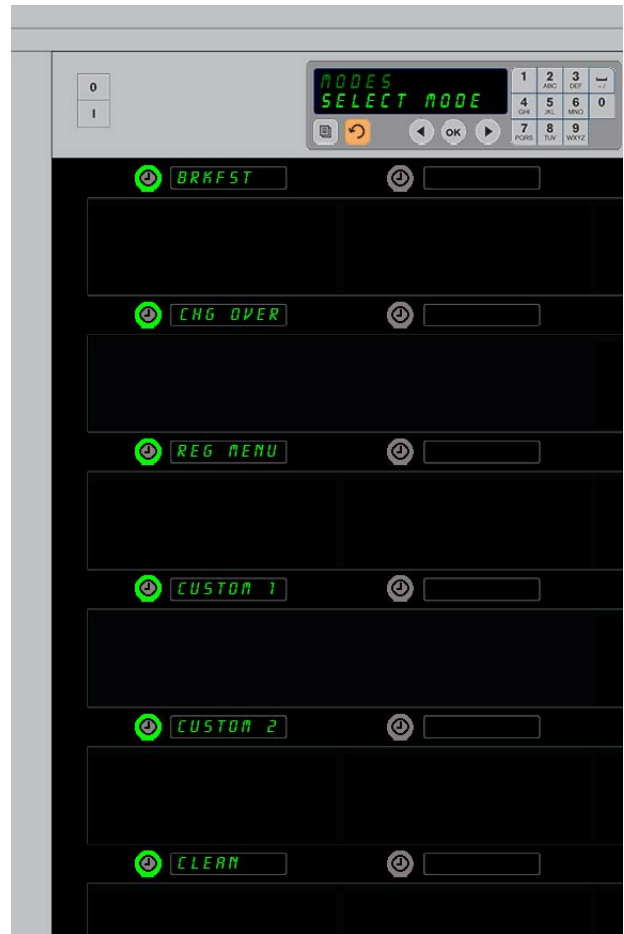 0
I
MODES
SELECT MODE
1
2 ABC
3 DEF
-/
4 GHI
5 JKL
6 MNO
0
7 PQRS
8 TUV
9 WXYZ
OK
BRKFST
CHG OVER
REG MENU
CUSTOM 1
CUSTOM 2
CLEAN